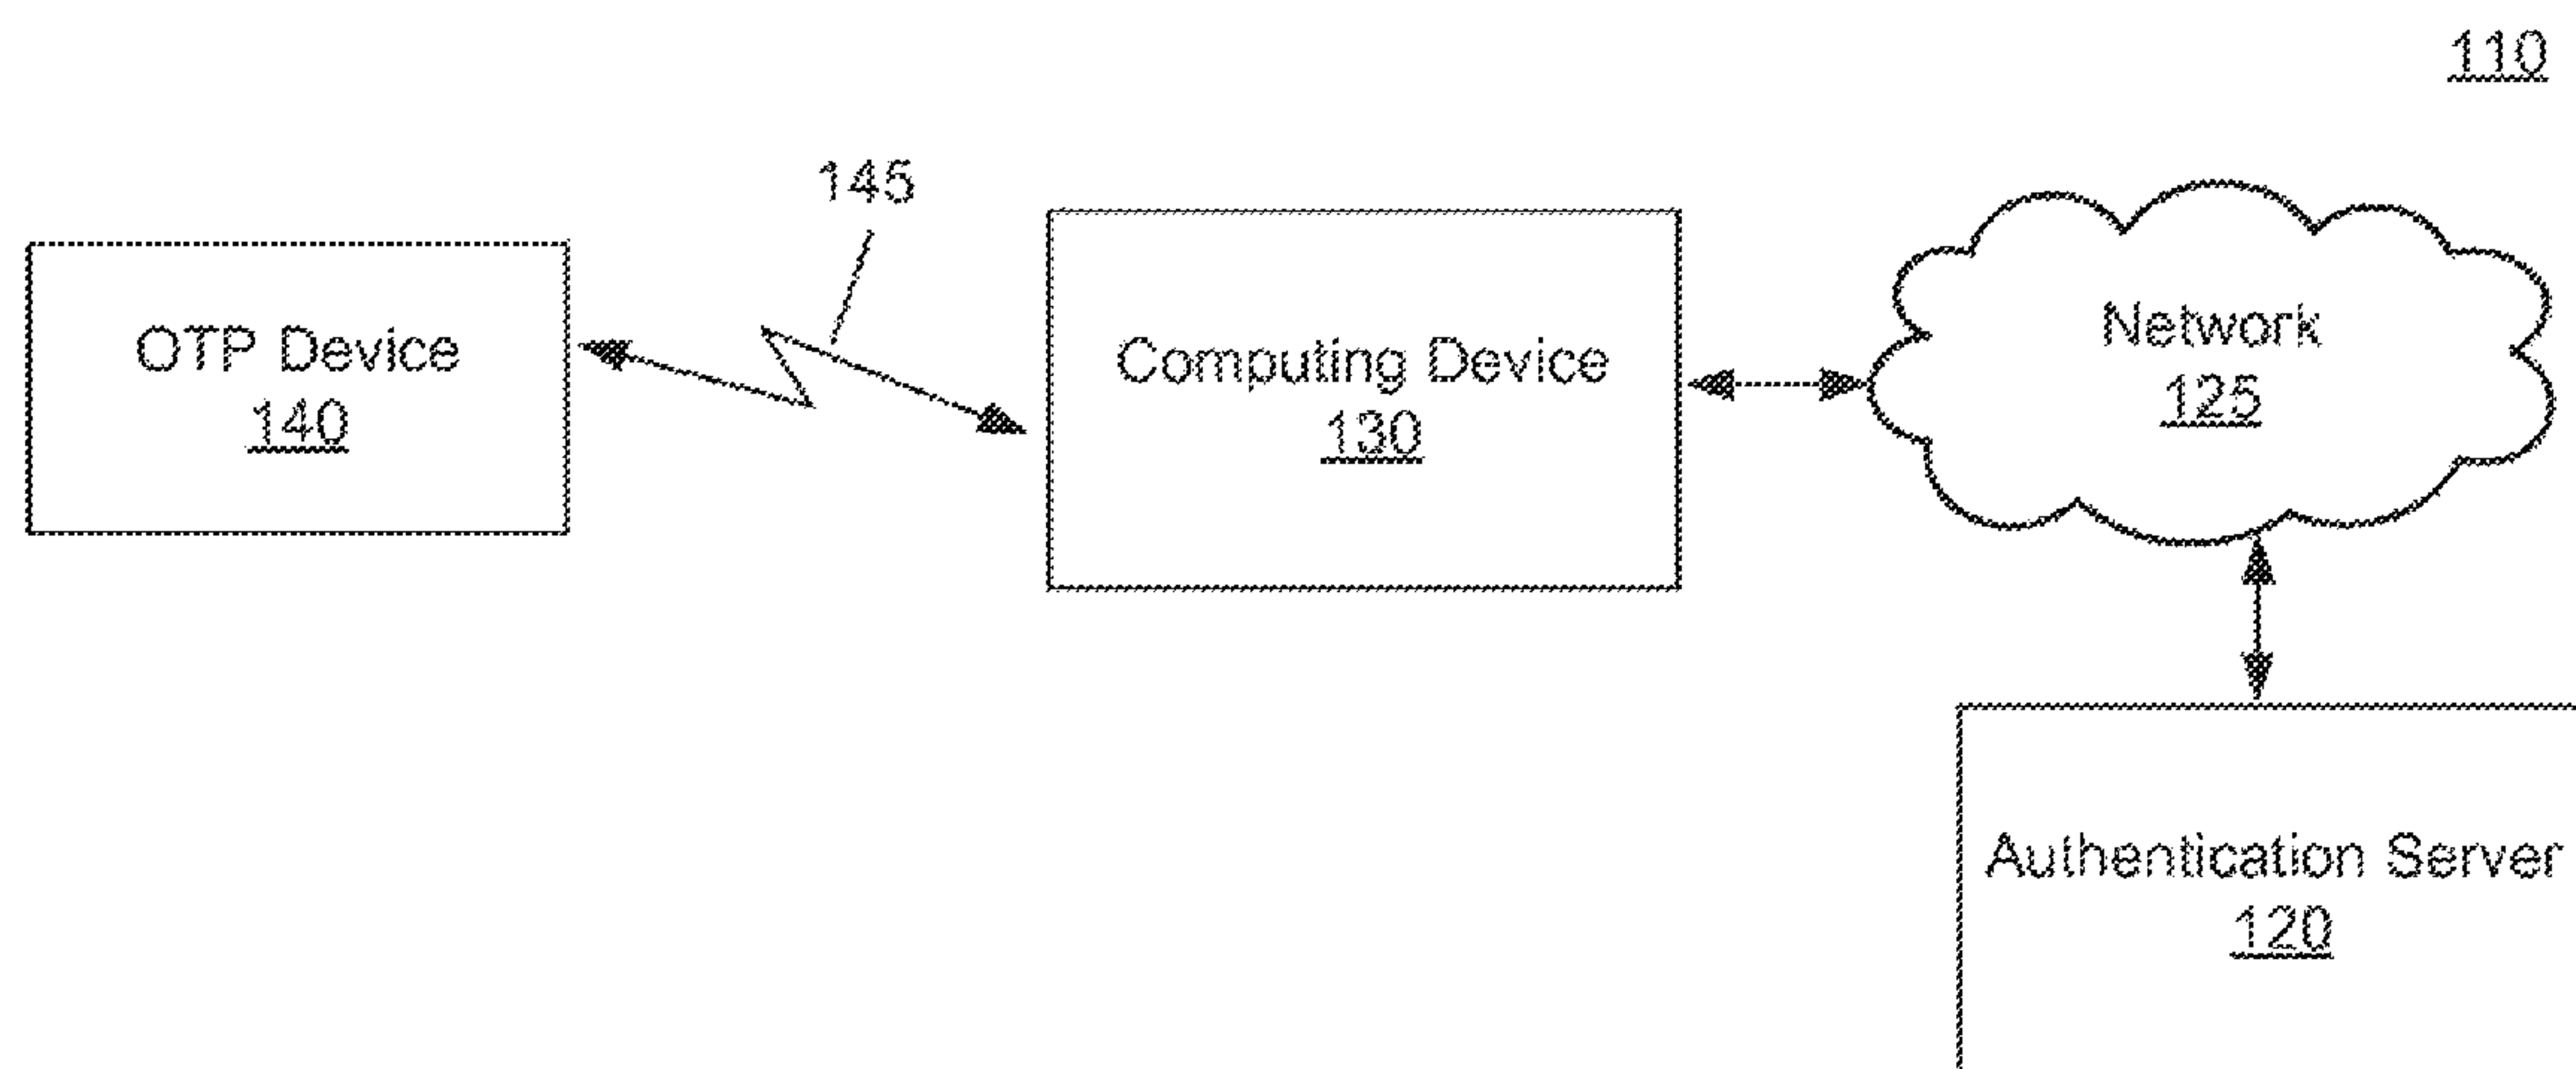 110
145
OTP Device
140
Computing Device
130
Network
125
Authentication Server
120